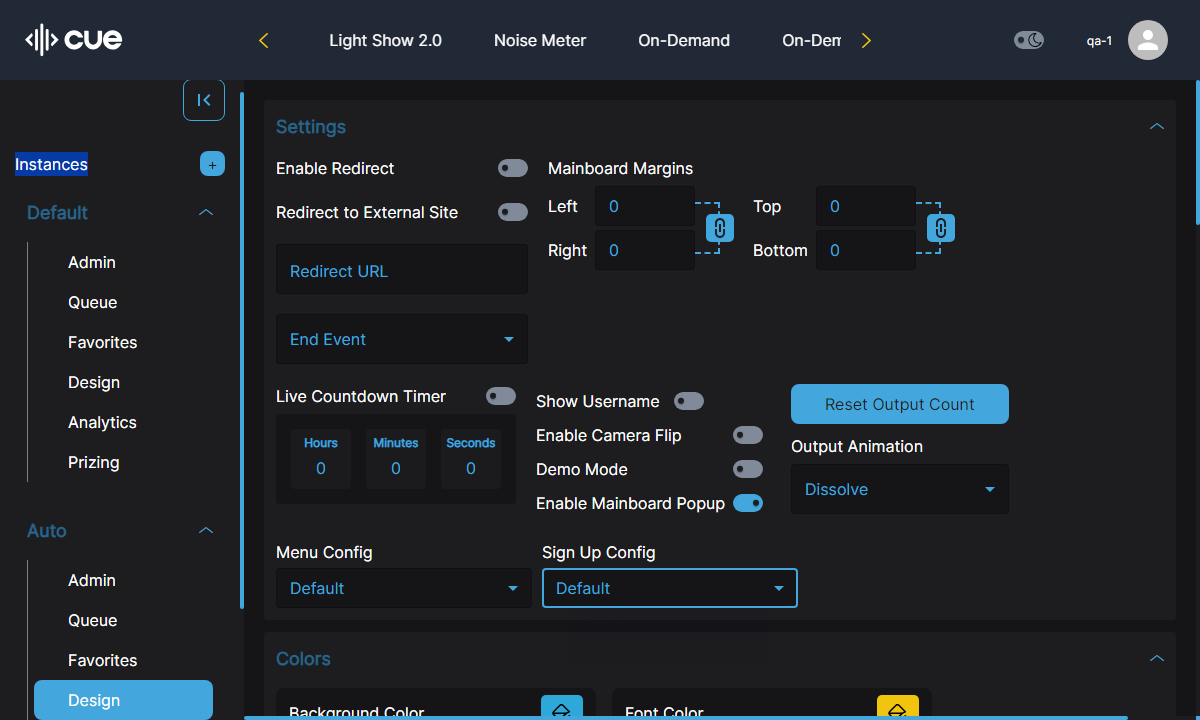 cue
Light Show 2.0
Noise Meter
On-Demand
On-Dem
qa-1
Instances
+
Default
Admin
Queue
Favorites
Design
Analytics
Prizing
Auto
Admin
Queue
Favorites
Design
Settings
Enable Redirect
Redirect to External Site
Redirect URL
End Event
Mainboard Margins
Left 0
Right 0
Top 0
Bottom 0
Live Countdown Timer
Hours Minutes Seconds
0 0 0
Show Username
Enable Camera Flip
Demo Mode
Enable Mainboard Popup
Reset Output Count
Output Animation
Dissolve
Menu Config
Default
Sign Up Config
Default
Colors
Background Color
Font Color